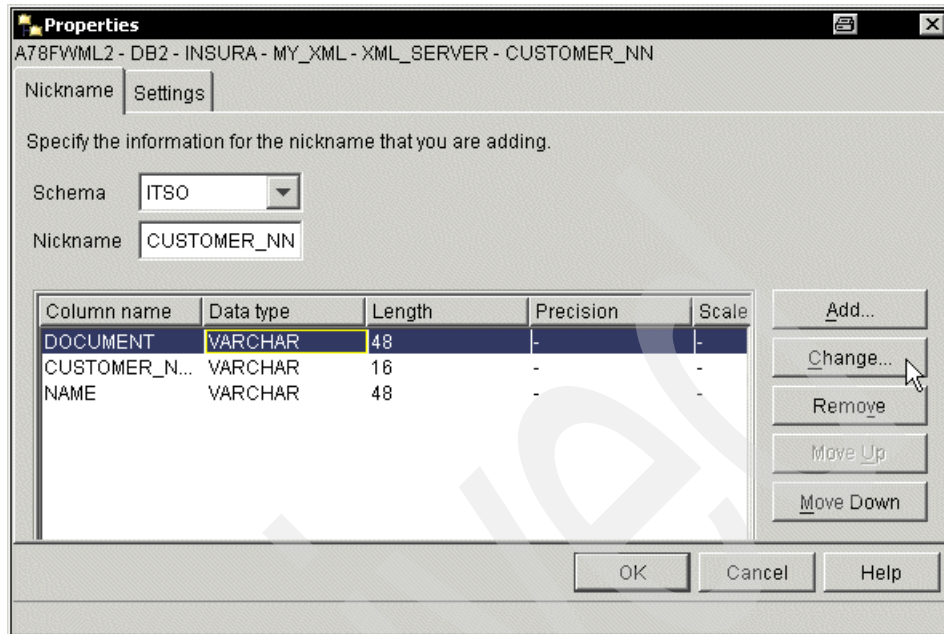 Properties
A78FWML2 - DB2 - INSURA - MY_XML - XML_SERVER - CUSTOMER_NN
Nickname Settings
Specify the information for the nickname that you are adding.
Schema ITSO
Nickname CUSTOMER_NN
Column name Data type Length Precision Scale
DOCUMENT VARCHAR 48 - -
CUSTOMER_N... VARCHAR 16 - -
NAME VARCHAR 48 - -
Add...
Change...
Remove
Move Up
Move Down
OK Cancel Help